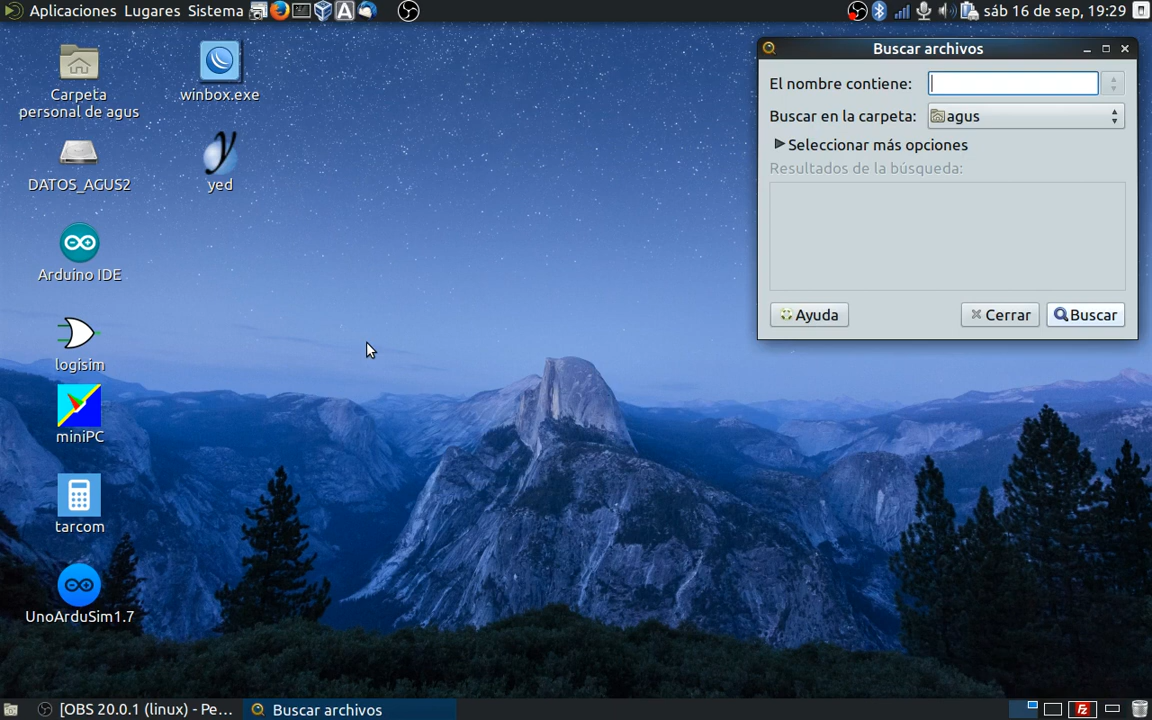 Aplicaciones Lugares Sistema
sáb 16 de sep, 19:29
Carpeta
personal de agus
winbox.exe
DATOS_AGUS2
yed
Arduino IDE
logisim
miniPC
tarcom
UnoArduSim1.7
Buscar archivos
El nombre contiene:
Buscar en la carpeta: agus
Seleccionar más opciones
Resultados de la búsqueda:
Ayuda Cerrar Buscar
[OBS 20.0.1 (linux) - Pe... Buscar archivos